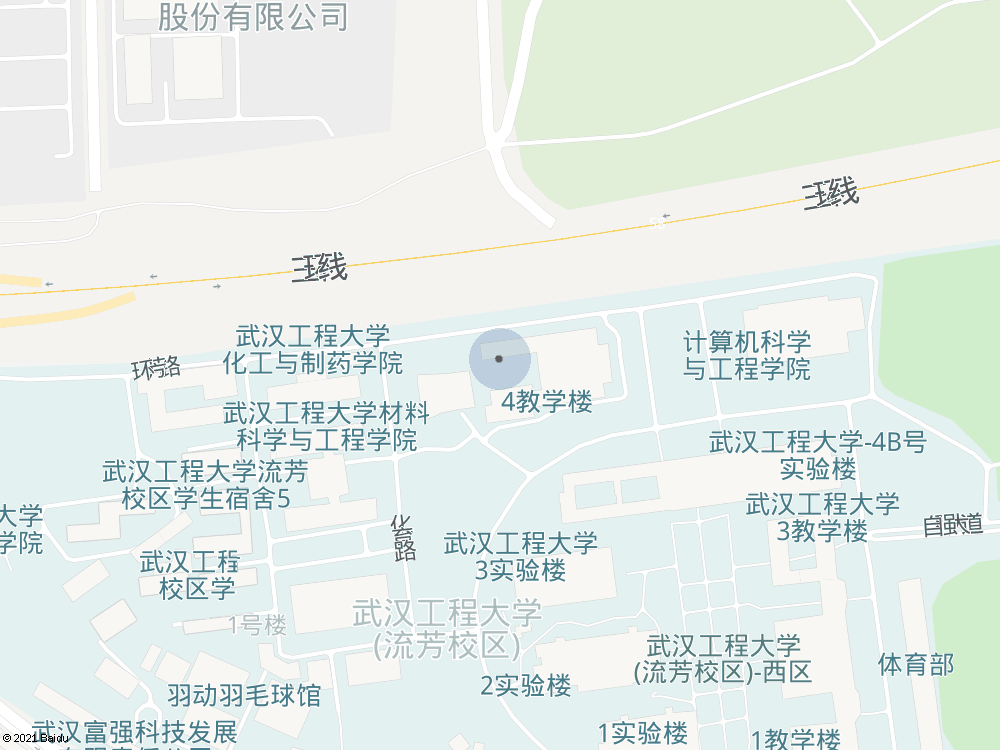 股份有限公司
三环线
三环线
武汉工程大学
化工与制药学院
计算机科学
与工程学院
4教学楼
武汉工程大学材料
科学与工程学院
武汉工程大学-4B号
实验楼
武汉工程大学流芳
校区学生宿舍5
武汉工程大学
3教学楼
大学
学院
武汉工程大学
3实验楼
武汉工程
校区学
1号楼
武汉工程大学
(流芳校区)
武汉工程大学
(流芳校区)-西区
体育部
2实验楼
羽动羽毛球馆
武汉富强科技发展
1实验楼
1教学楼
© 2021 Baidu